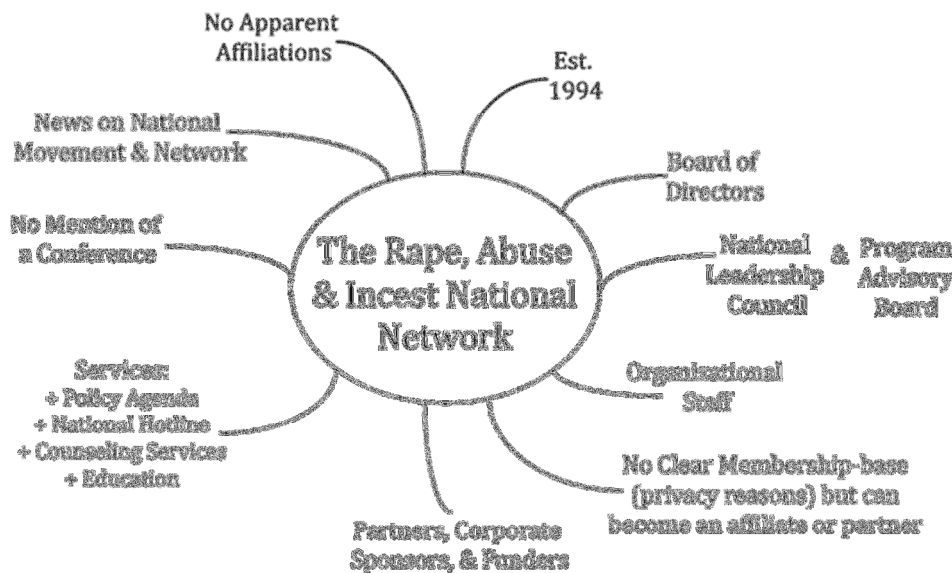 No Apparent
Affiliations
Est.
1994
News on National
Movement & Network
Board of
Directors
No Mention of
a Conference
The Rape, Abuse
& Incest National
Network
National
Leadership
Council
&
Program
Advisory
Board
Services:
+ Policy Agenda
+ National Hotline
+ Counseling Services
+ Education
Organizational
Staff
No Clear Membership-base
(privacy reasons) but can
become an affiliate or partner
Partners, Corporate
Sponsors, & Funders